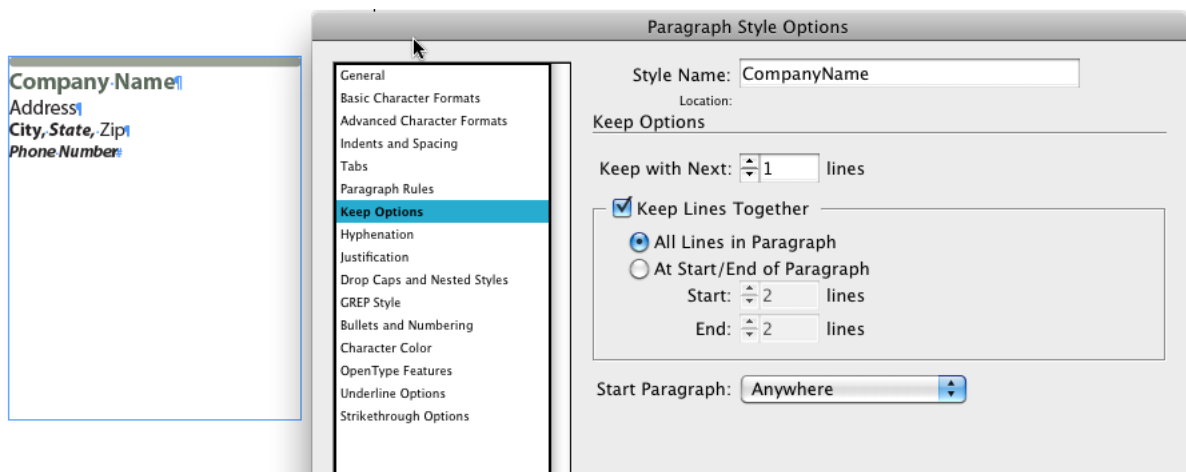 Company Name¶
Address¶
City, State, Zip¶
Phone Number#
Paragraph Style Options
General
Basic Character Formats
Advanced Character Formats
Indents and Spacing
Tabs
Paragraph Rules
Keep Options
Hyphenation
Justification
Drop Caps and Nested Styles
GREP Style
Bullets and Numbering
Character Color
OpenType Features
Underline Options
Strikethrough Options
Style Name: CompanyName
Location:
Keep Options
Keep with Next: 1 lines
Keep Lines Together
All Lines in Paragraph
At Start/End of Paragraph
Start: 2 lines
End: 2 lines
Start Paragraph: Anywhere